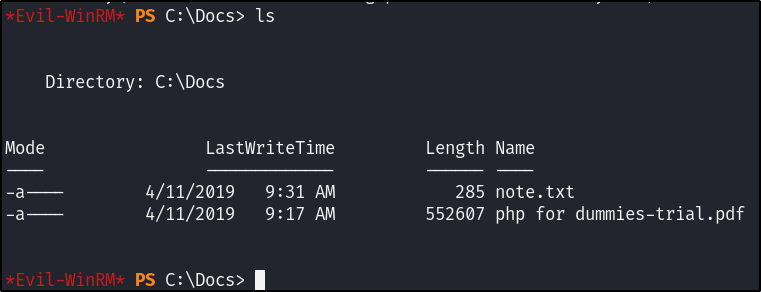 *Evil-WinRM* PS C:\Docs> ls
Directory: C:\Docs
Mode                LastWriteTime         Length Name
----                -------------         ------ ----
-a----        4/11/2019   9:31 AM            285 note.txt
-a----        4/11/2019   9:17 AM         552607 php for dummies-trial.pdf
*Evil-WinRM* PS C:\Docs>